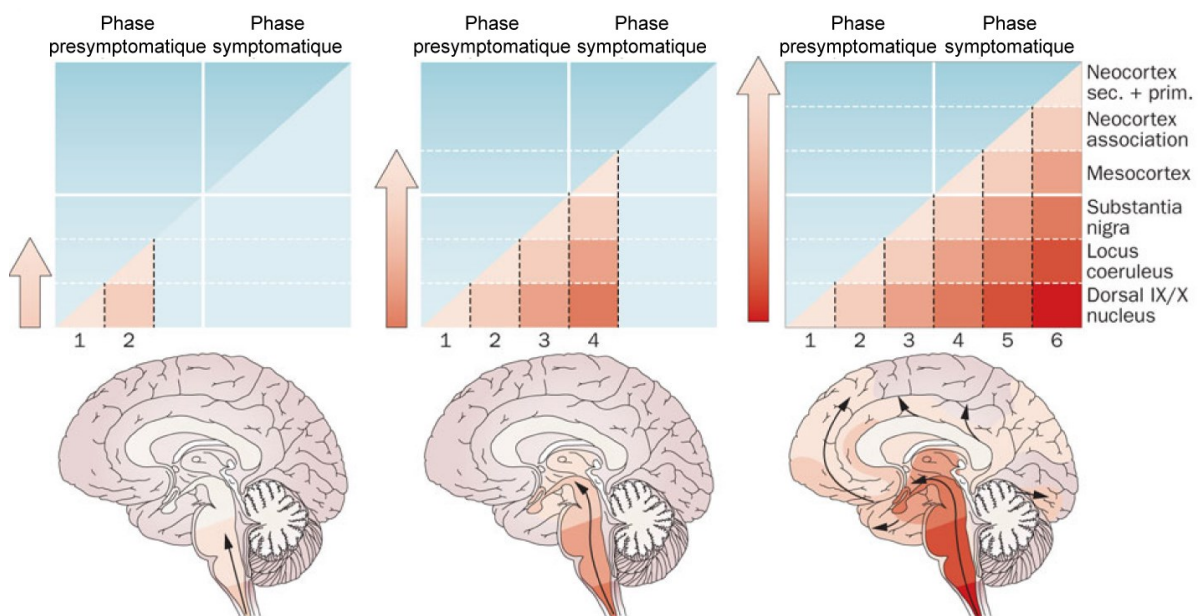 Phase Phase
presymptomatique symptomatique
Phase Phase
presymptomatique symptomatique
Phase Phase
presymptomatique symptomatique
Neocortex
sec. + prim.
Neocortex
association
Mesocortex
Substantia
nigra
Locus
coeruleus
Dorsal IX/X
nucleus
1 2
1 2 3 4
1 2 3 4 5 6